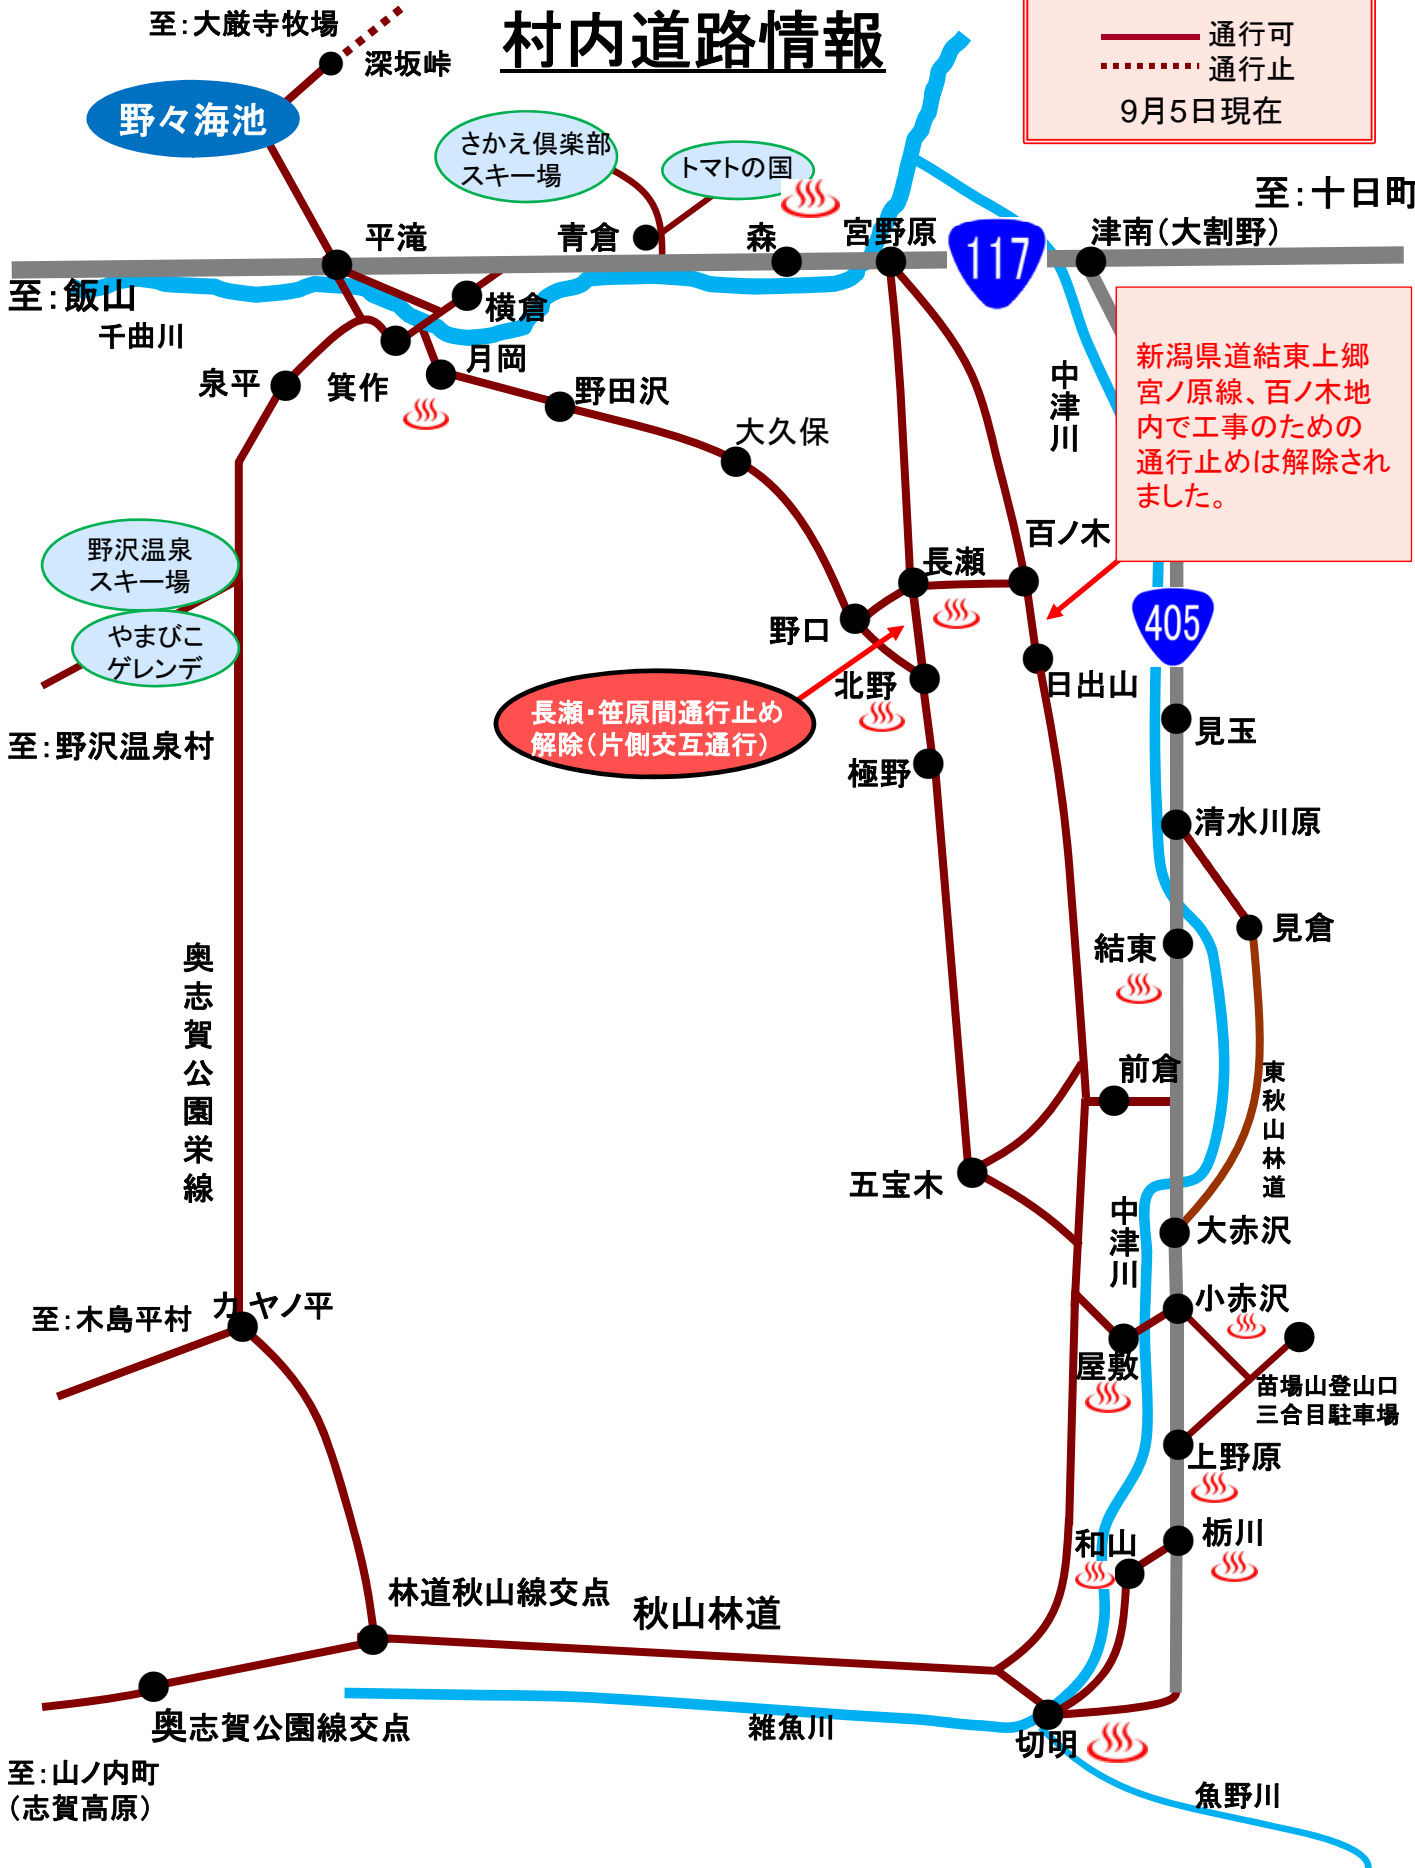 村内道路情報
通行可
通行止
9月5日現在
至：大厳寺牧場
深坂峠
野々海池
さかえ倶楽部
スキー場
トマトの国
至：十日町
平滝
青倉
森
宮野原
117
津南(大割野)
至：飯山
千曲川
横倉
月岡
泉平
箕作
野田沢
大久保
中津川
新潟県道結東上郷
宮ノ原線、百ノ木地
内で工事のための
通行止めは解除され
ました。
百ノ木
長瀬
野沢温泉
スキー場
やまびこ
ゲレンデ
405
野口
北野
日出山
長瀬・笹原間通行止め
解除（片側交互通行）
至：野沢温泉村
見玉
極野
清水川原
見倉
結東
奥志賀公園栄線
前倉
東秋山林道
五宝木
中津川
大赤沢
小赤沢
至：木島平村
カヤノ平
屋敷
苗場山登山口
三合目駐車場
上野原
栃川
和山
林道秋山線交点
秋山林道
奥志賀公園線交点
雑魚川
切明
至：山ノ内町
（志賀高原）
魚野川